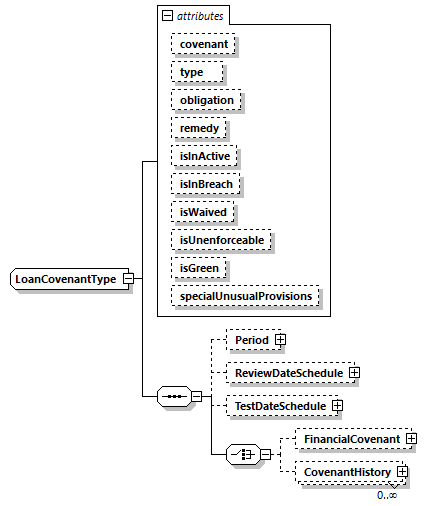 attributes
covenant
type
obligation
remedy
isInActive
isInBreach
isWaived
isUnenforceable
isGreen
specialUnusualProvisions
LoanCovenantType
Period
ReviewDateSchedule
TestDateSchedule
FinancialCovenant
CovenantHistory
0..∞